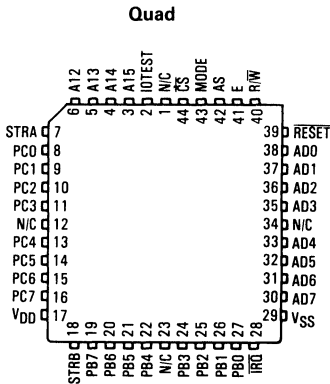 Quad
A12 A13 A14 A15 IOTEST N/C CS MODE AS E R/W
6 5 4 3 2 1 44 43 42 41 40
STRA 7 39 RESET
PC0 8 38 AD0
PC1 9 37 AD1
PC2 10 36 AD2
PC3 11 35 AD3
N/C 12 34 N/C
PC4 13 33 AD4
PC5 14 32 AD5
PC6 15 31 AD6
PC7 16 30 AD7
VDD 17 29 VSS
18 19 20 21 22 23 24 25 26 27 28
STRB PB7 PB6 PB5 PB4 N/C PB3 PB2 PB1 PB0 IRQ